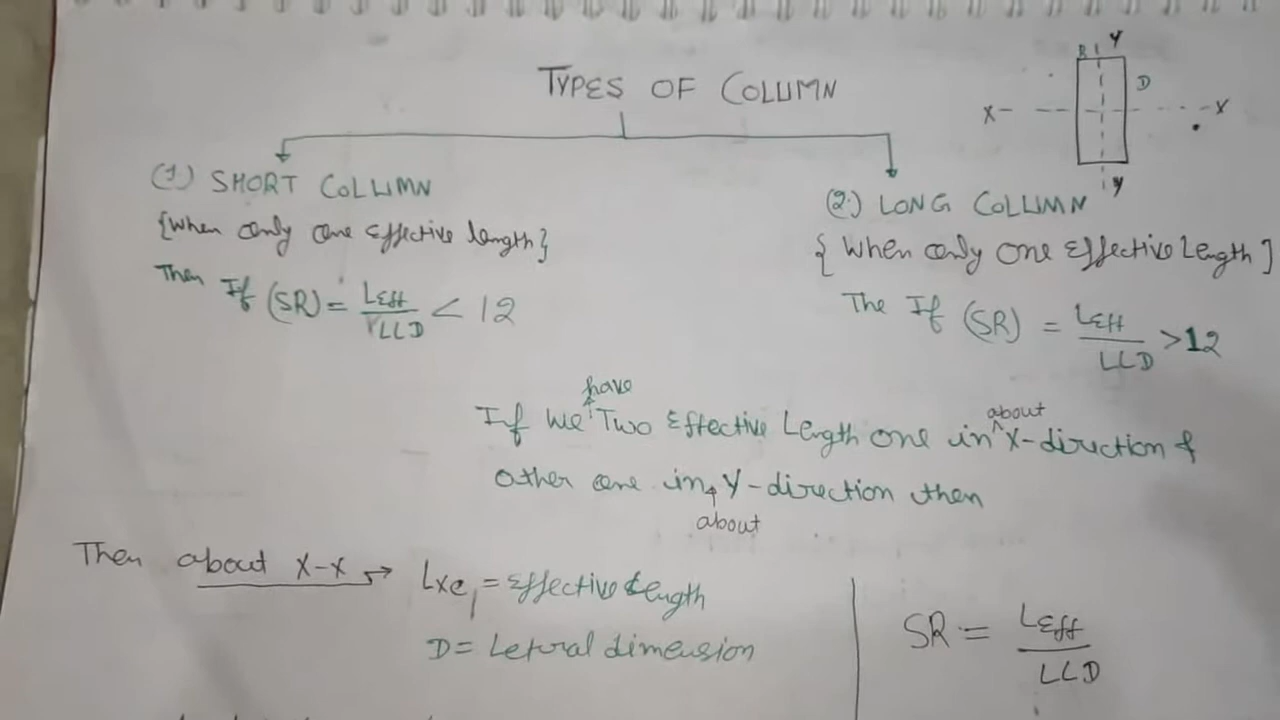 TYPES OF COLUMN
B Y
D
X X
Y
(1) SHORT COLUMN
{When only one Effective length}
Then If (SR) = LEff / LLD < 12
(2.) LONG COLUMN
{When only one Effective Length]
The If (SR) = LEff / LLD >12
have
If We Two Effective Length one in X-direction &
about
other one in Y-direction then
about
Then about X-X → Lxe, = Effective Length
D = Letural dimension
SR = LEff / LLD